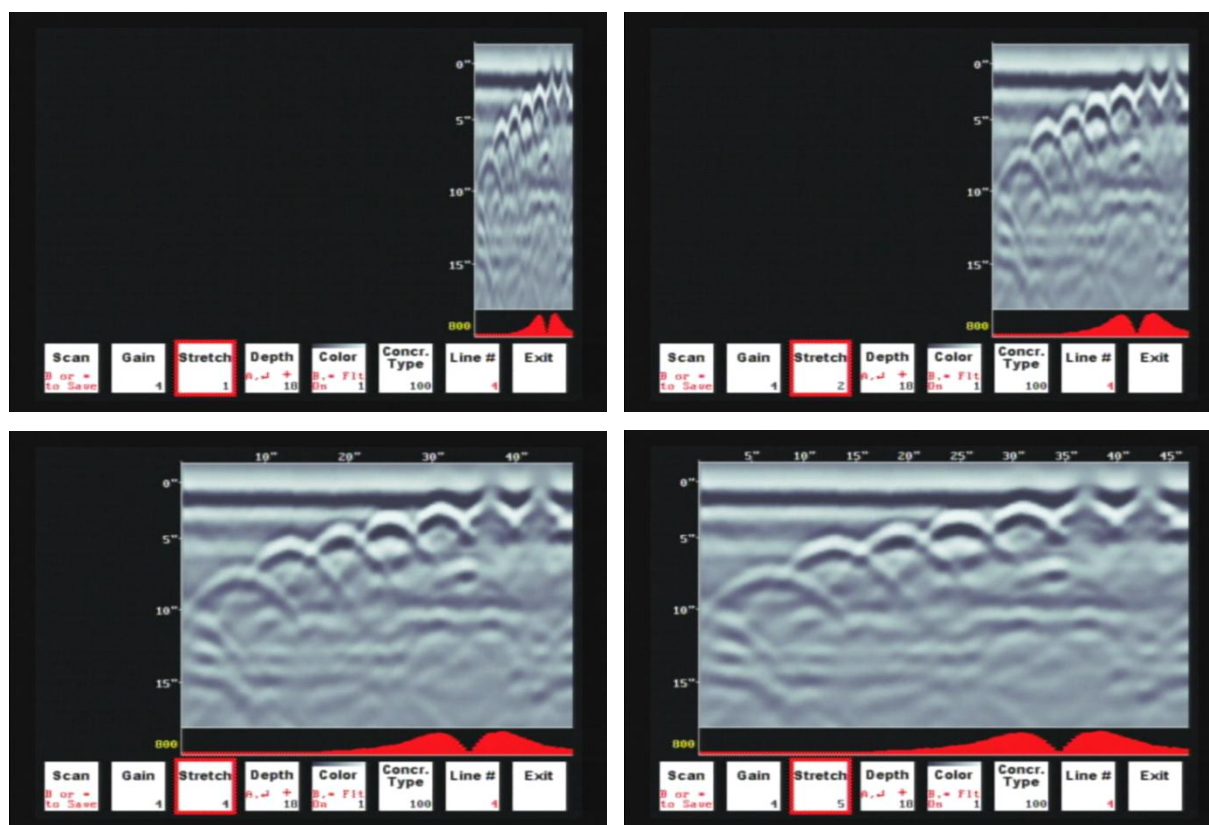 0"
5"
10"
15"
800
Scan Gain Stretch Depth Color Concr. Type Line # Exit
B or * to Save 4 1 A,↵ + 18 B,* Flt On 1 100 4
0"
5"
10"
15"
800
Scan Gain Stretch Depth Color Concr. Type Line # Exit
B or * to Save 4 2 A,↵ + 18 B,* Flt On 1 100 4
10" 20" 30" 40"
0"
5"
10"
15"
800
Scan Gain Stretch Depth Color Concr. Type Line # Exit
B or * to Save 4 4 A,↵ + 18 B,* Flt On 1 100 4
5" 10" 15" 20" 25" 30" 35" 40" 45"
0"
5"
10"
15"
800
Scan Gain Stretch Depth Color Concr. Type Line # Exit
B or * to Save 4 5 A,↵ + 18 B,* Flt On 1 100 4